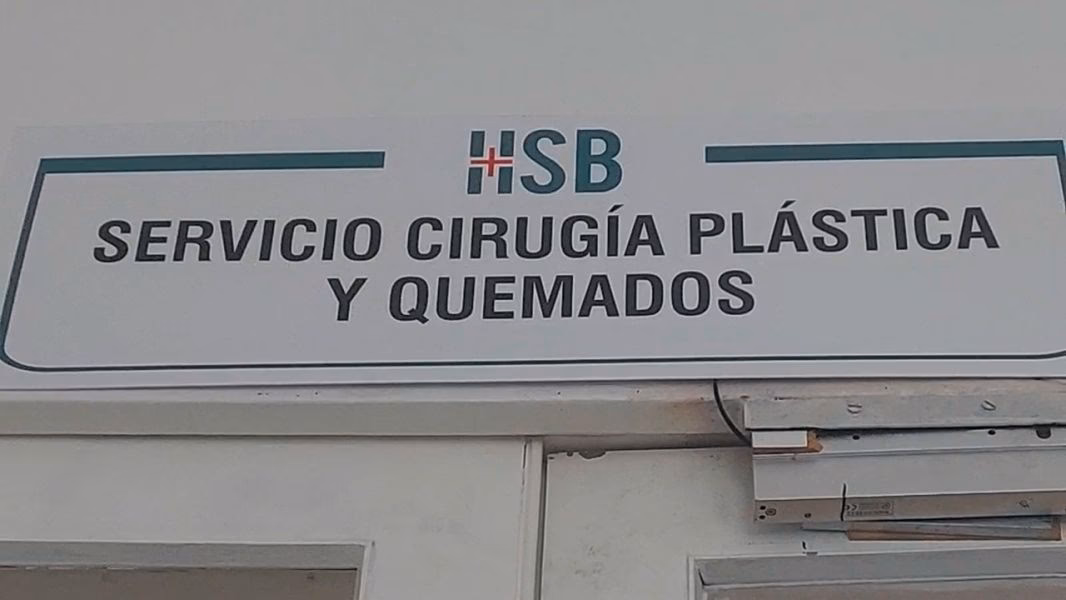 HSB
SERVICIO CIRUGÍA PLÁSTICA
Y QUEMADOS